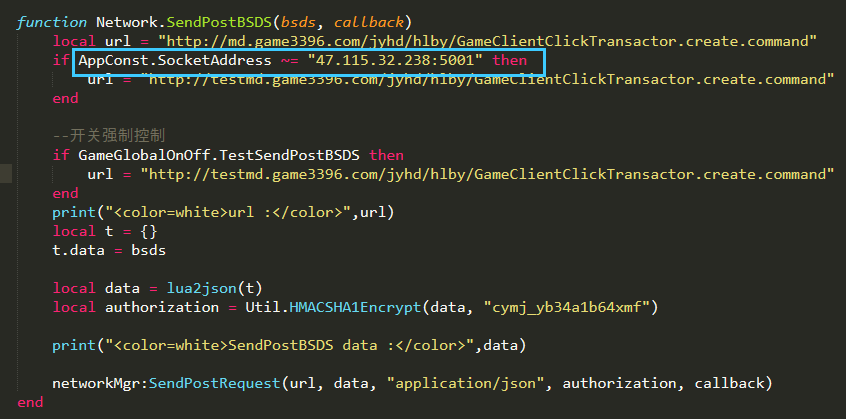 function Network.SendPostBSDS(bsds, callback)
local url = "http://md.game3396.com/jyhd/hlby/GameClientClickTransactor.create.command"
if AppConst.SocketAddress ~= "47.115.32.238:5001" then
url = "http://testmd.game3396.com/jyhd/hlby/GameClientClickTransactor.create.command"
end
--开关强制控制
if GameGlobalOnOff.TestSendPostBSDS then
url = "http://testmd.game3396.com/jyhd/hlby/GameClientClickTransactor.create.command"
end
print("<color=white>url :</color>",url)
local t = {}
t.data = bsds
local data = lua2json(t)
local authorization = Util.HMACSHA1Encrypt(data, "cymj_yb34a1b64xmf")
print("<color=white>SendPostBSDS data :</color>",data)
networkMgr:SendPostRequest(url, data, "application/json", authorization, callback)
end